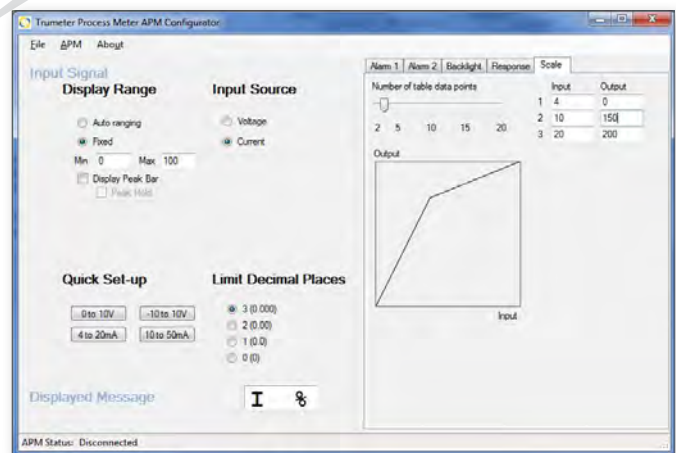 Trumeter Process Meter APM Configurator
File APM About
Input Signal
Display Range
Auto ranging
Fixed
Min 0 Max 100
Display Peak Bar
Peak Hold
Input Source
Voltage
Current
Quick Set-up
0 to 10V -10 to 10V
4 to 20mA 10 to 50mA
Limit Decimal Places
3 (0.000)
2 (0.00)
1 (0.0)
0 (0)
Displayed Message
I %
Alarm 1 Alarm 2 Backlight Response Scale
Number of table data points
2 5 10 15 20
Input Output
1 4 0
2 10 150
3 20 200
Output
Input
APM Status: Disconnected